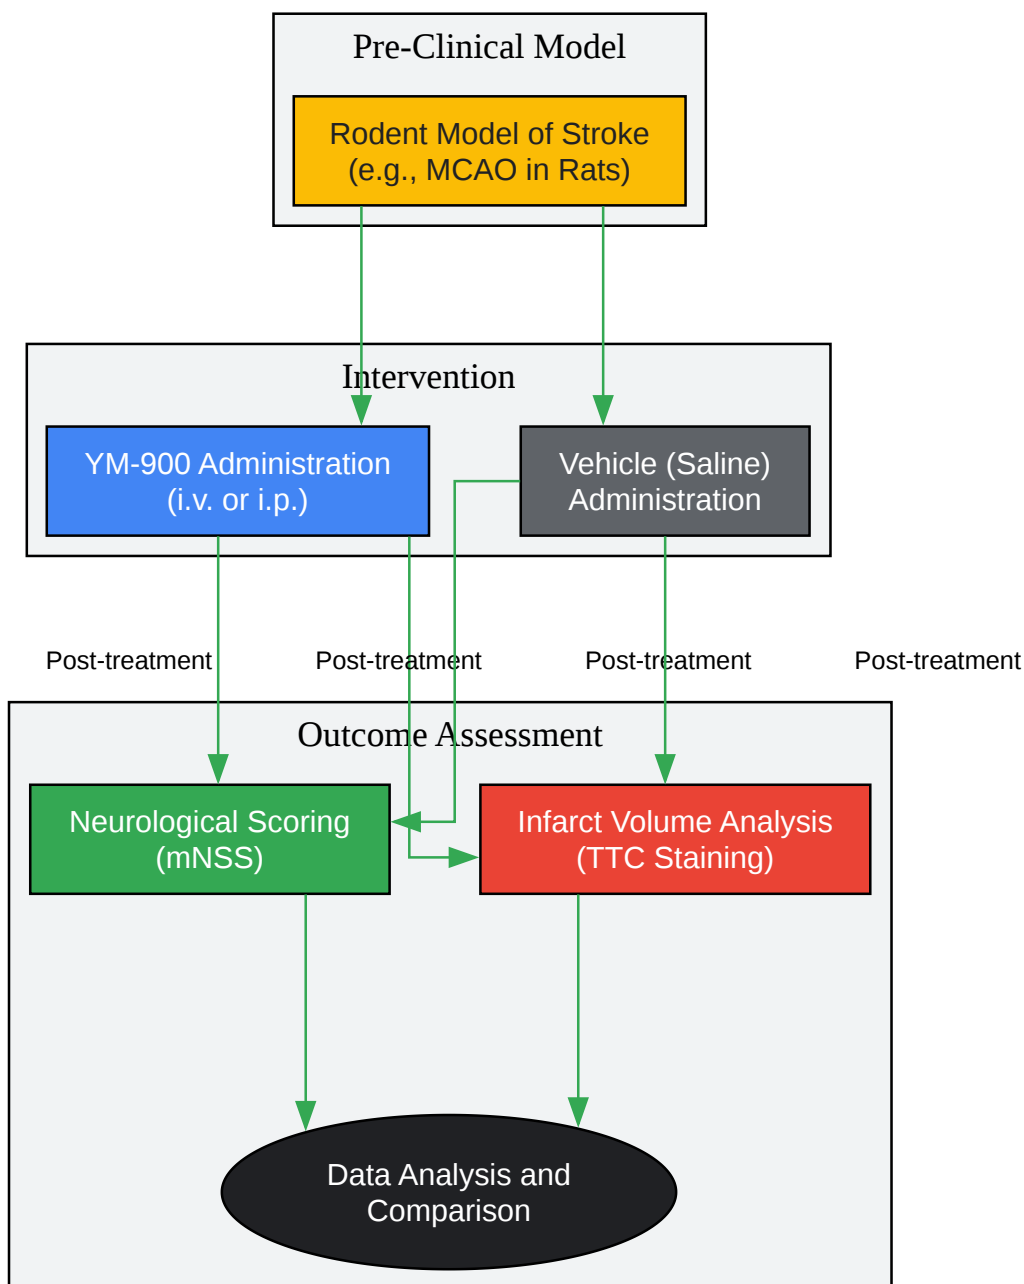 Pre-Clinical Model
Rodent Model of Stroke
(e.g., MCAO in Rats)
Intervention
YM-900 Administration
(i.v. or i.p.)
Vehicle (Saline)
Administration
Post-treatment
Post-treatment
Post-treatment
Post-treatment
Outcome Assessment
Neurological Scoring
(mNSS)
Infarct Volume Analysis
(TTC Staining)
Data Analysis and
Comparison